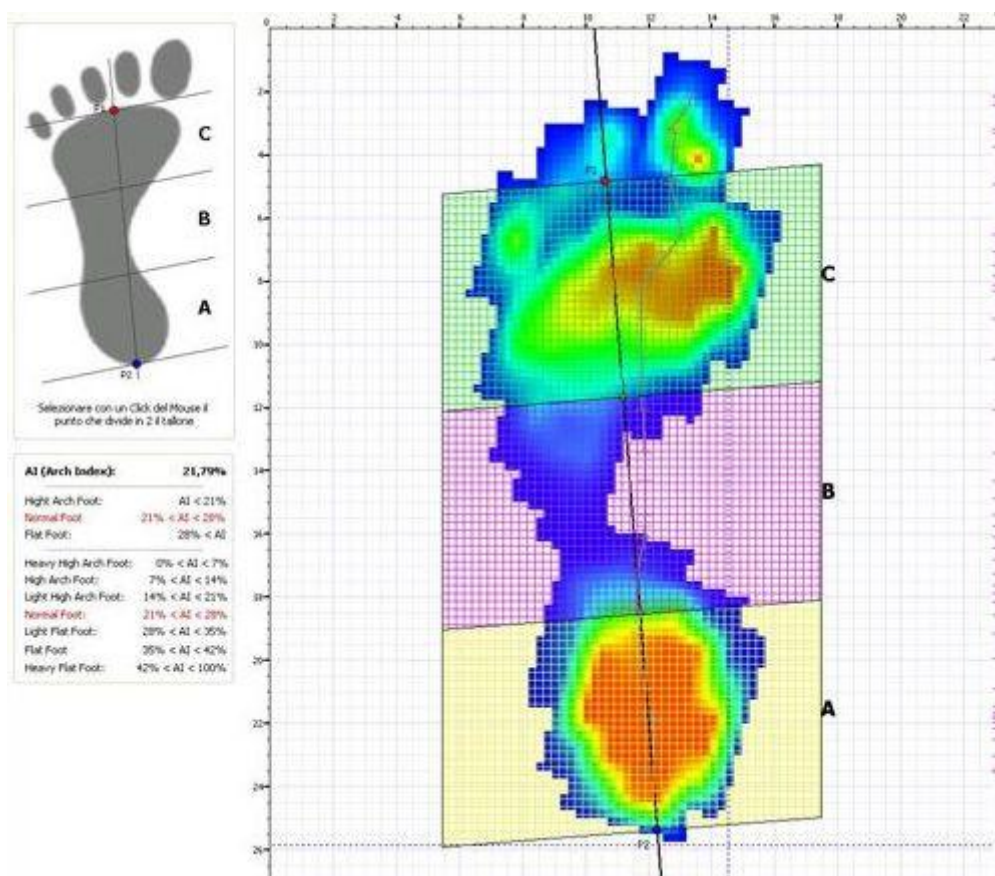 P1
C
B
A
P2
Selezionare con un Click del Mouse il
punto che divide in 2 il tallone
AI (Arch Index): 21,79%
Hight Arch Foot: AI < 21%
Normal Foot 21% < AI < 28%
Flat Foot: 28% < AI
Heavy High Arch Foot: 0% < AI < 7%
High Arch Foot: 7% < AI < 14%
Light High Arch Foot: 14% < AI < 21%
Normal Foot: 21% < AI < 28%
Light Flat Foot: 28% < AI < 35%
Flat Foot 35% < AI < 42%
Heavy Flat Foot: 42% < AI < 100%
0 2 4 6 8 10 12 14 16 18 20 22
2
4
6
8
10
12
14
16
18
20
22
24
26
P1
C
B
A
P2